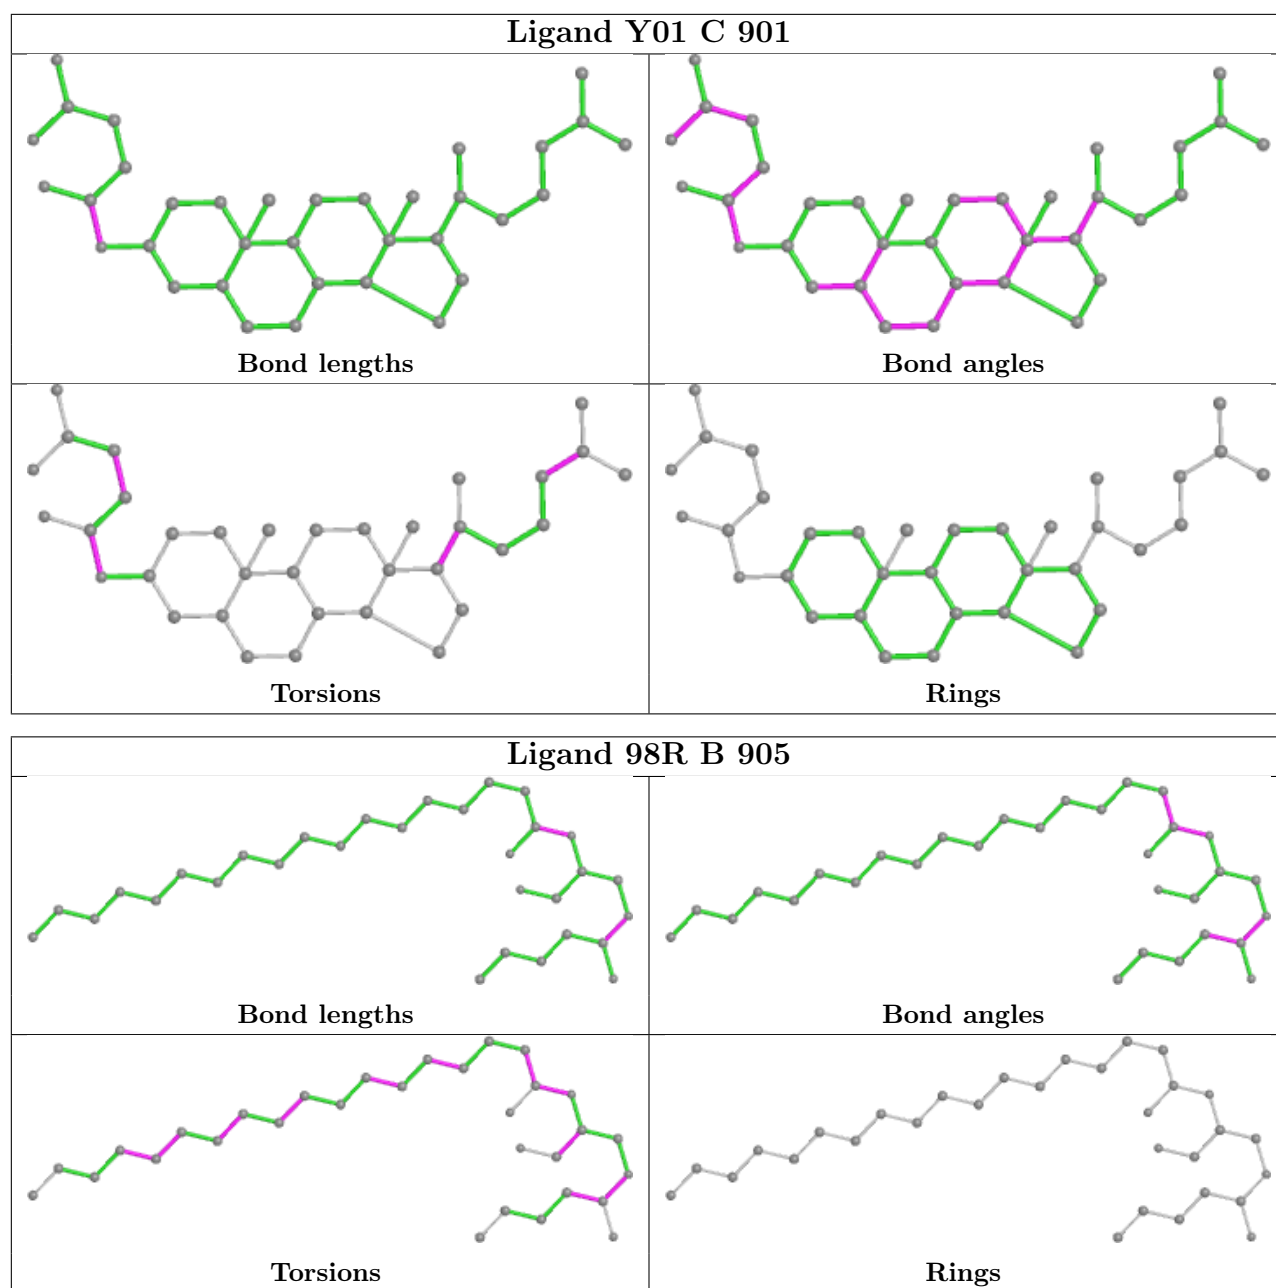 Ligand Y01 C 901
Bond lengths
Bond angles
Torsions
Rings
Ligand 98R B 905
Bond lengths
Bond angles
Torsions
Rings